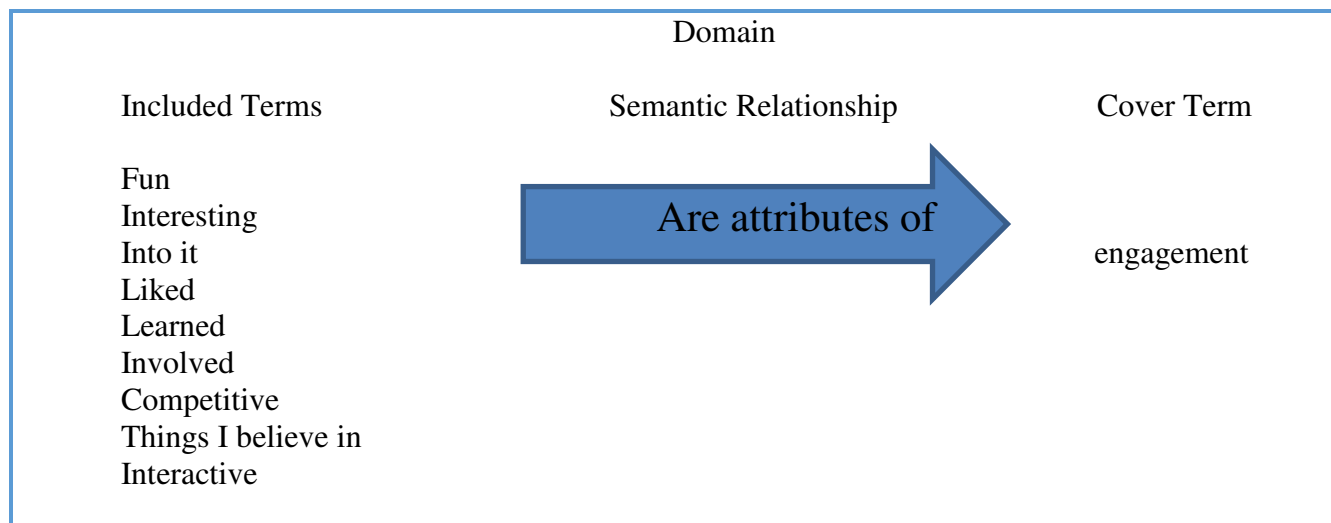 Domain
Included Terms Semantic Relationship Cover Term
Fun
Interesting Are attributes of
Into it engagement
Liked
Learned
Involved
Competitive
Things I believe in
Interactive